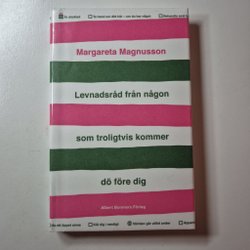 Margareta Magnusson
Levnadsråd från någon
som troligtvis kommer
dö före dig
Albert Bonniers Förlag